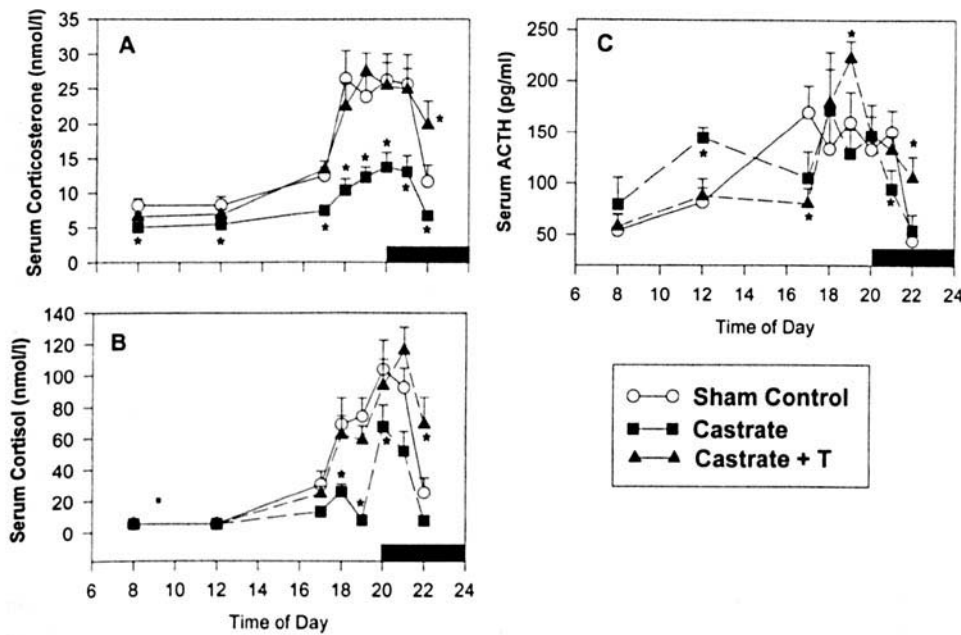 A
Serum Corticosterone (nmol/l)
35
30
25
20
15
10
5
0
B
Serum Cortisol (nmol/l)
140
120
100
80
60
40
20
0
6 8 10 12 14 16 18 20 22 24
Time of Day
C
Serum ACTH (pg/ml)
250
200
150
100
50
6 8 10 12 14 16 18 20 22 24
Time of Day
Sham Control
Castrate
Castrate + T